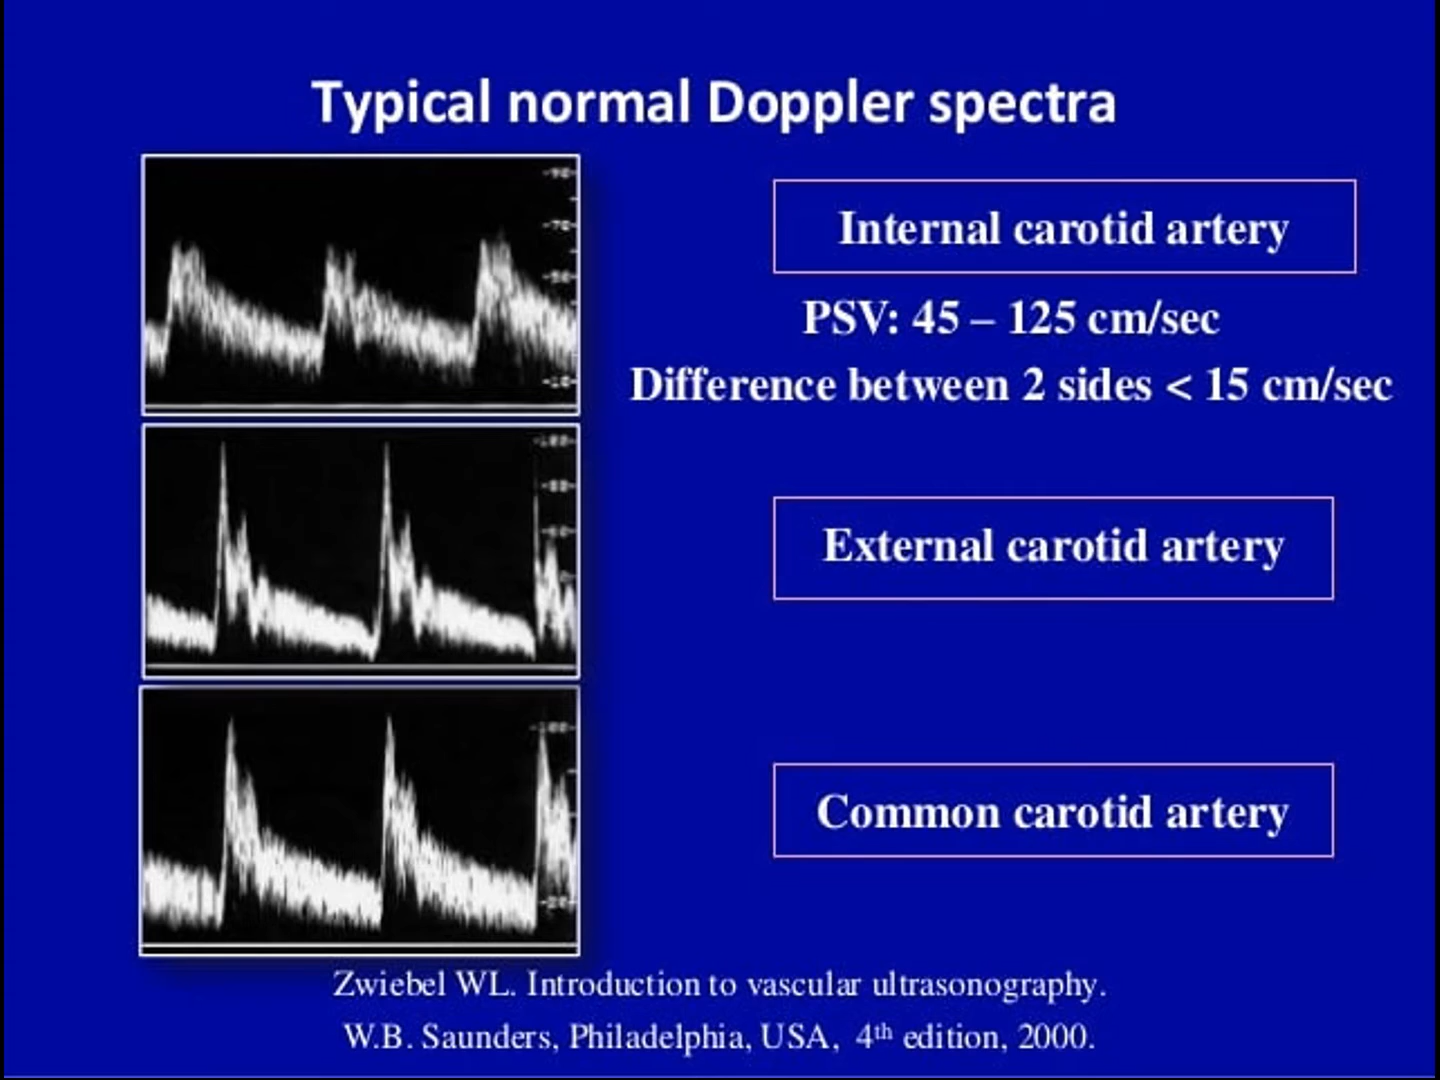 Typical normal Doppler spectra
Internal carotid artery
PSV: 45 – 125 cm/sec
Difference between 2 sides < 15 cm/sec
External carotid artery
Common carotid artery
Zwiebel WL. Introduction to vascular ultrasonography.
W.B. Saunders, Philadelphia, USA, 4th edition, 2000.